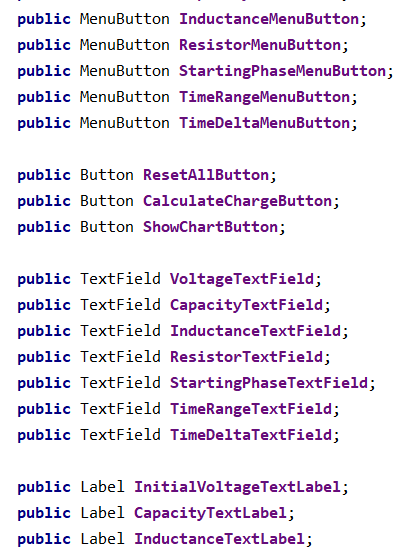 public MenuButton InductanceMenuButton;
public MenuButton ResistorMenuButton;
public MenuButton StartingPhaseMenuButton;
public MenuButton TimeRangeMenuButton;
public MenuButton TimeDeltaMenuButton;
public Button ResetAllButton;
public Button CalculateChargeButton;
public Button ShowChartButton;
public TextField VoltageTextField;
public TextField CapacityTextField;
public TextField InductanceTextField;
public TextField ResistorTextField;
public TextField StartingPhaseTextField;
public TextField TimeRangeTextField;
public TextField TimeDeltaTextField;
public Label InitialVoltageTextLabel;
public Label CapacityTextLabel;
public Label InductanceTextLabel;